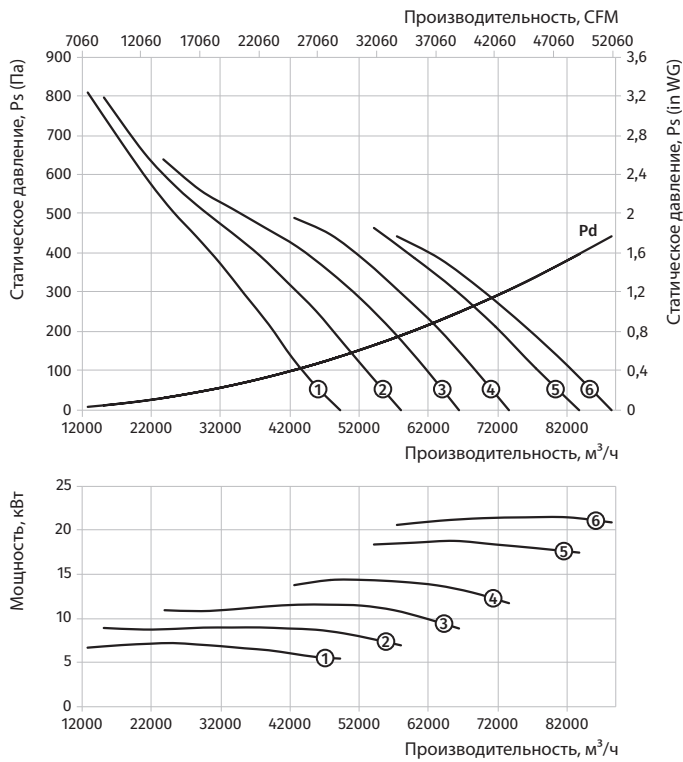 Производительность, CFM
7060 12060 17060 22060 27060 32060 37060 42060 47060 52060
Статическое давление, Ps (Па)
900
800
700
600
500
400
300
200
100
0
3,6
3,2
2,8
2,4
2
1,6
1,2
0,8
0,4
0
Статическое давление, Ps (in WG)
Pd
1 2 3 4 5 6
12000 22000 32000 42000 52000 62000 72000 82000
Производительность, м³/ч
Мощность, кВт
25
20
15
10
5
0
6
5
4
3
2
1
12000 22000 32000 42000 52000 62000 72000 82000
Производительность, м³/ч